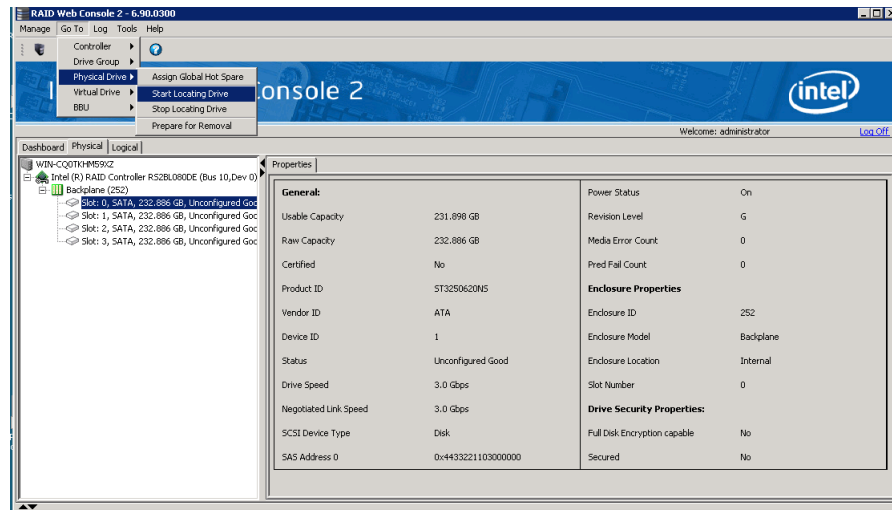 RAID Web Console 2 - 6.90.0300
Manage Go To Log Tools Help
Controller
Drive Group
Physical Drive
Virtual Drive
BBU
Assign Global Hot Spare
Start Locating Drive
Stop Locating Drive
Prepare for Removal
onsole 2
intel
Welcome: administrator
Log Off
Dashboard Physical Logical
WIN-CQ0TKHM59XZ
Intel (R) RAID Controller RS2BL080DE (Bus 10,Dev 0)
Backplane (252)
Slot: 0, SATA, 232.886 GB, Unconfigured Goo
Slot: 1, SATA, 232.886 GB, Unconfigured Goo
Slot: 2, SATA, 232.886 GB, Unconfigured Goo
Slot: 3, SATA, 232.886 GB, Unconfigured Goo
Properties
General:
Usable Capacity 231.898 GB
Raw Capacity 232.886 GB
Certified No
Product ID ST3250620NS
Vendor ID ATA
Device ID 1
Status Unconfigured Good
Drive Speed 3.0 Gbps
Negotiated Link Speed 3.0 Gbps
SCSI Device Type Disk
SAS Address 0 0x4433221103000000
Power Status On
Revision Level G
Media Error Count 0
Pred Fail Count 0
Enclosure Properties
Enclosure ID 252
Enclosure Model Backplane
Enclosure Location Internal
Slot Number 0
Drive Security Properties:
Full Disk Encryption capable No
Secured No